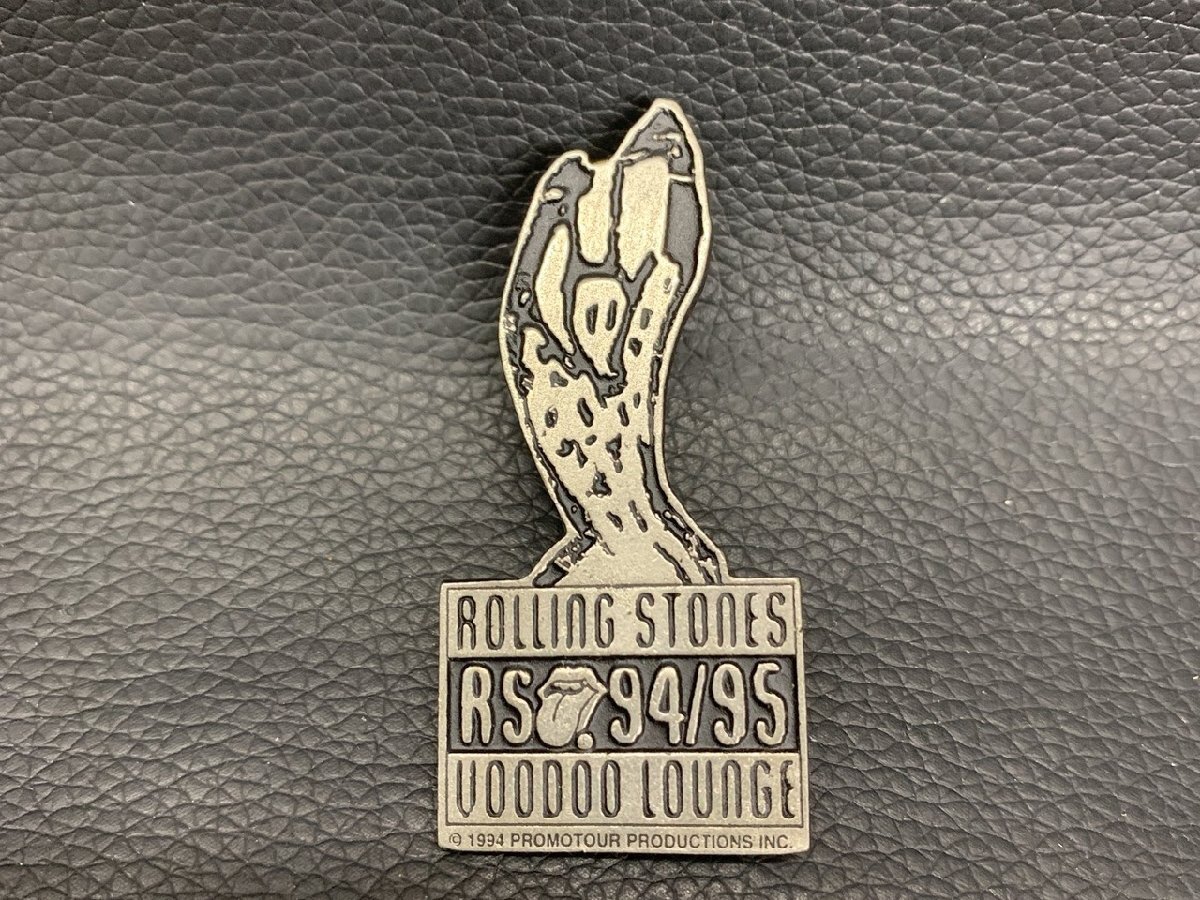 ROLLING STONES
RS 94/95
VOODOO LOUNGE
© 1994 PROMOTOUR PRODUCTIONS INC.